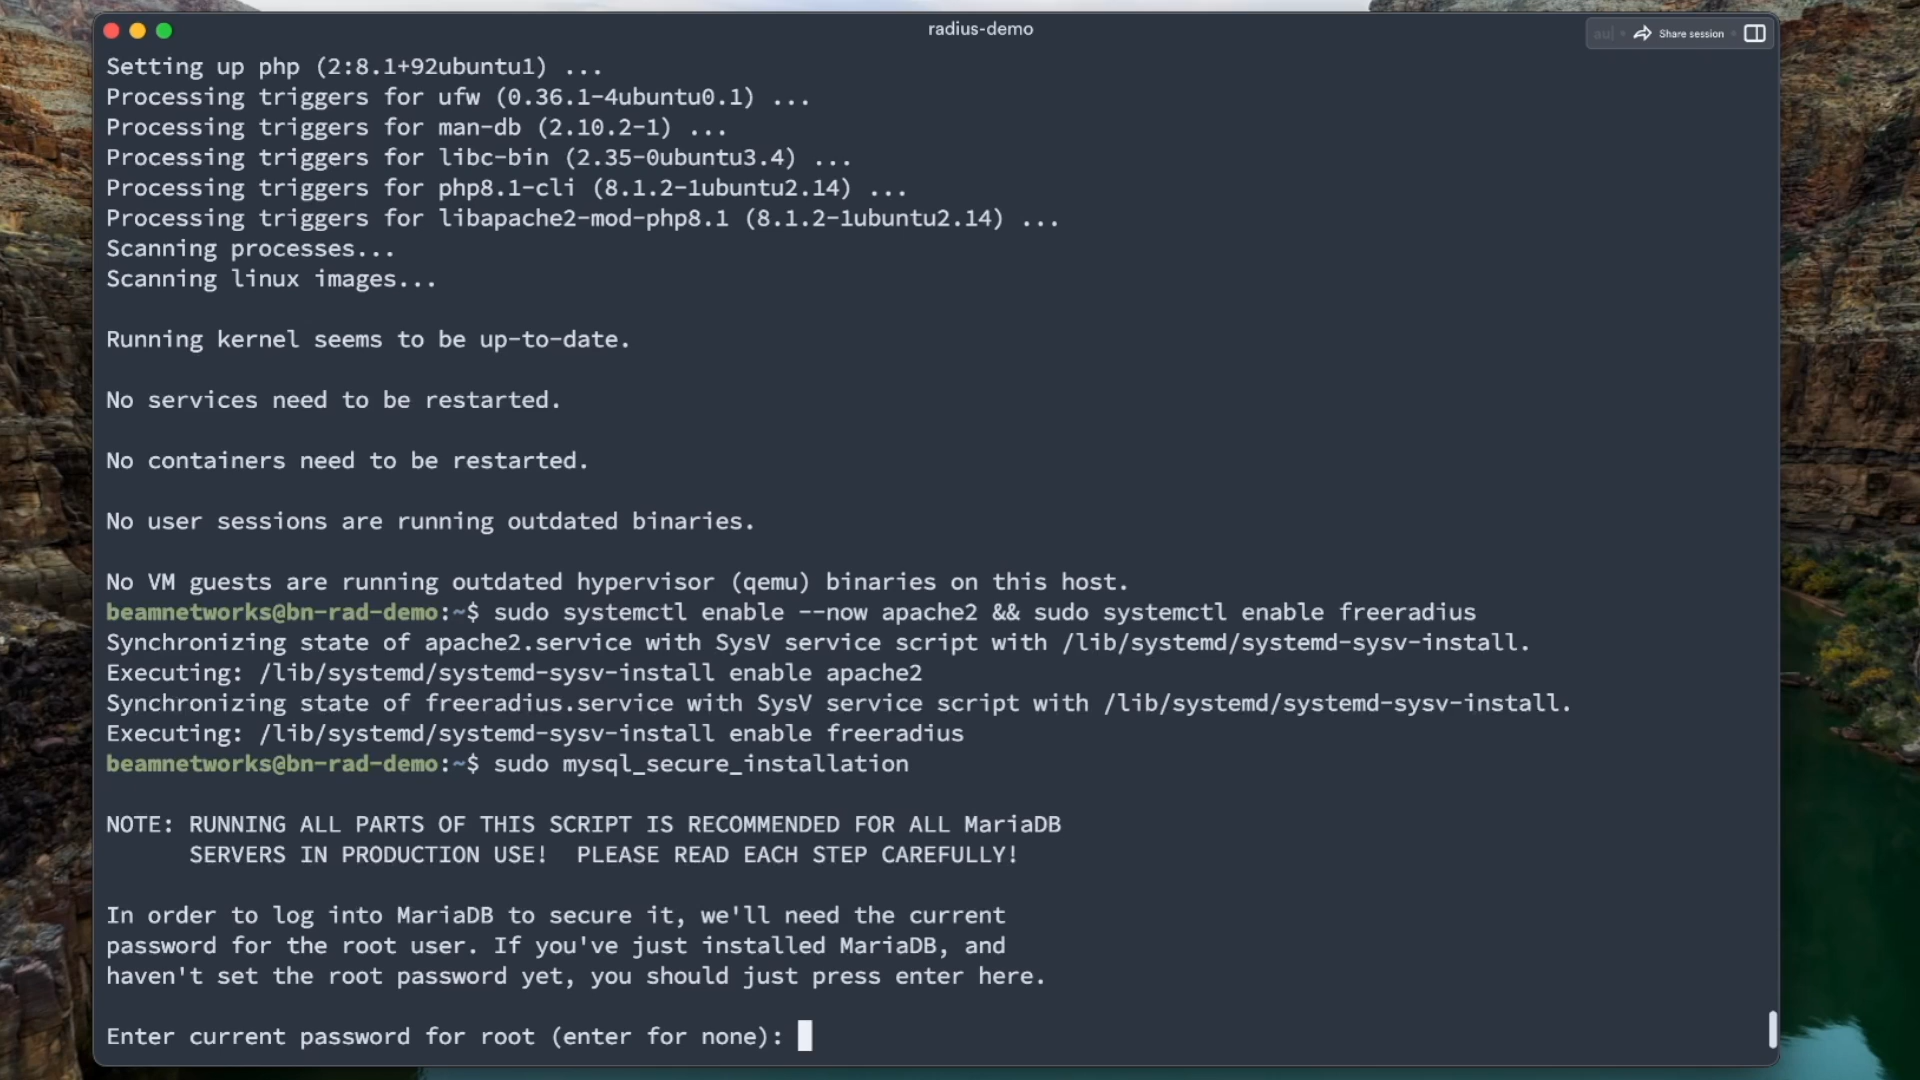 radius-demo
Share session
Setting up php (2:8.1+92ubuntu1) ...
Processing triggers for ufw (0.36.1-4ubuntu0.1) ...
Processing triggers for man-db (2.10.2-1) ...
Processing triggers for libc-bin (2.35-0ubuntu3.4) ...
Processing triggers for php8.1-cli (8.1.2-1ubuntu2.14) ...
Processing triggers for libapache2-mod-php8.1 (8.1.2-1ubuntu2.14) ...
Scanning processes...
Scanning linux images...
Running kernel seems to be up-to-date.
No services need to be restarted.
No containers need to be restarted.
No user sessions are running outdated binaries.
No VM guests are running outdated hypervisor (qemu) binaries on this host.
beamnetworks@bn-rad-demo:~$ sudo systemctl enable --now apache2 && sudo systemctl enable freeradius
Synchronizing state of apache2.service with SysV service script with /lib/systemd/systemd-sysv-install.
Executing: /lib/systemd/systemd-sysv-install enable apache2
Synchronizing state of freeradius.service with SysV service script with /lib/systemd/systemd-sysv-install.
Executing: /lib/systemd/systemd-sysv-install enable freeradius
beamnetworks@bn-rad-demo:~$ sudo mysql_secure_installation
NOTE: RUNNING ALL PARTS OF THIS SCRIPT IS RECOMMENDED FOR ALL MariaDB
SERVERS IN PRODUCTION USE!  PLEASE READ EACH STEP CAREFULLY!
In order to log into MariaDB to secure it, we'll need the current
password for the root user. If you've just installed MariaDB, and
haven't set the root password yet, you should just press enter here.
Enter current password for root (enter for none):